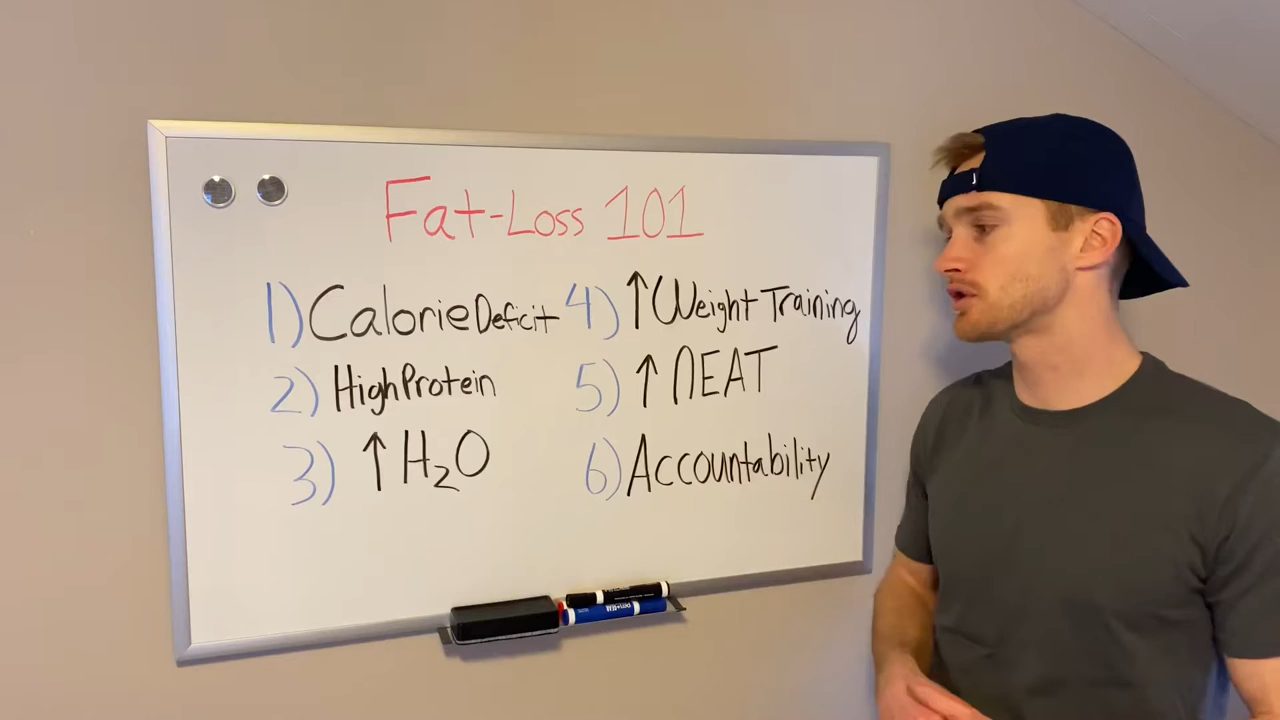 Fat-Loss 101
1) Calorie Deficit
2) High Protein
3) ↑ H₂O
4) ↑ Weight Training
5) ↑ NEAT
6) Accountability